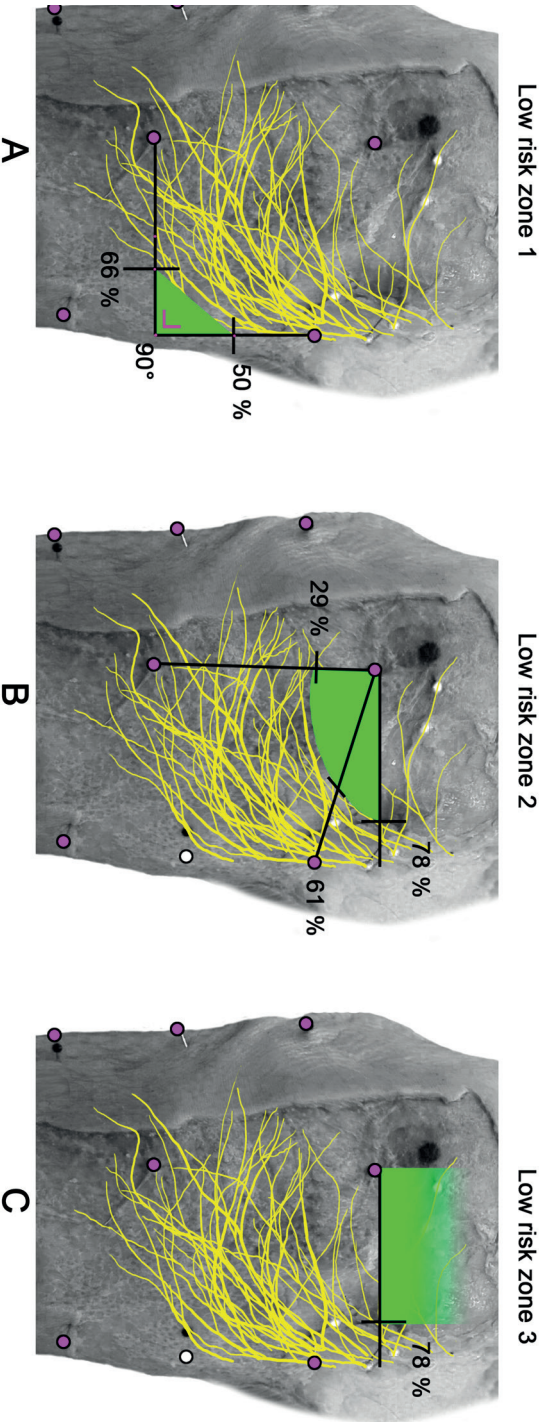 Low risk zone 1
66 %
90°
50 %
A
Low risk zone 2
29 %
78 %
61 %
B
Low risk zone 3
78 %
C